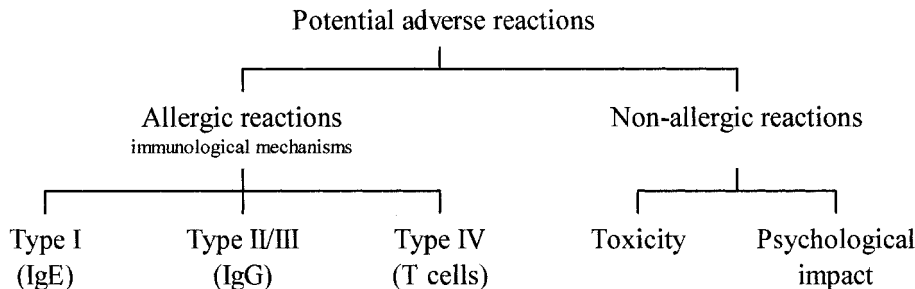 Potential adverse reactions
Allergic reactions
immunological mechanisms
Non-allergic reactions
Type I
(IgE)
Type II/III
(IgG)
Type IV
(T cells)
Toxicity
Psychological
impact